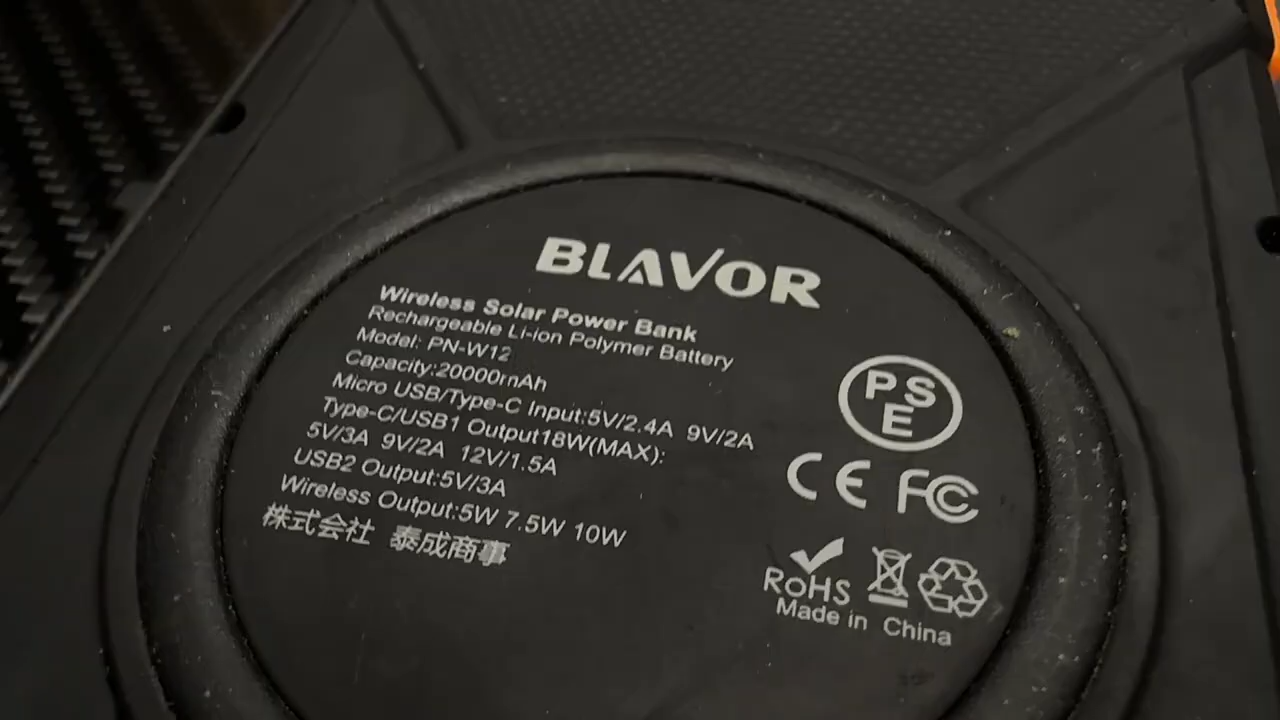 BLAVOR
Wireless Solar Power Bank
Rechargeable Li-ion Polymer Battery
Model: PN-W12
Capacity:20000mAh
Micro USB/Type-C Input:5V/2.4A 9V/2A
Type-C/USB1 Output18W(MAX):
5V/3A 9V/2A 12V/1.5A
USB2 Output:5V/3A
Wireless Output:5W 7.5W 10W
株式会社 泰成商事
PSE
CE FC
RoHS
Made in China